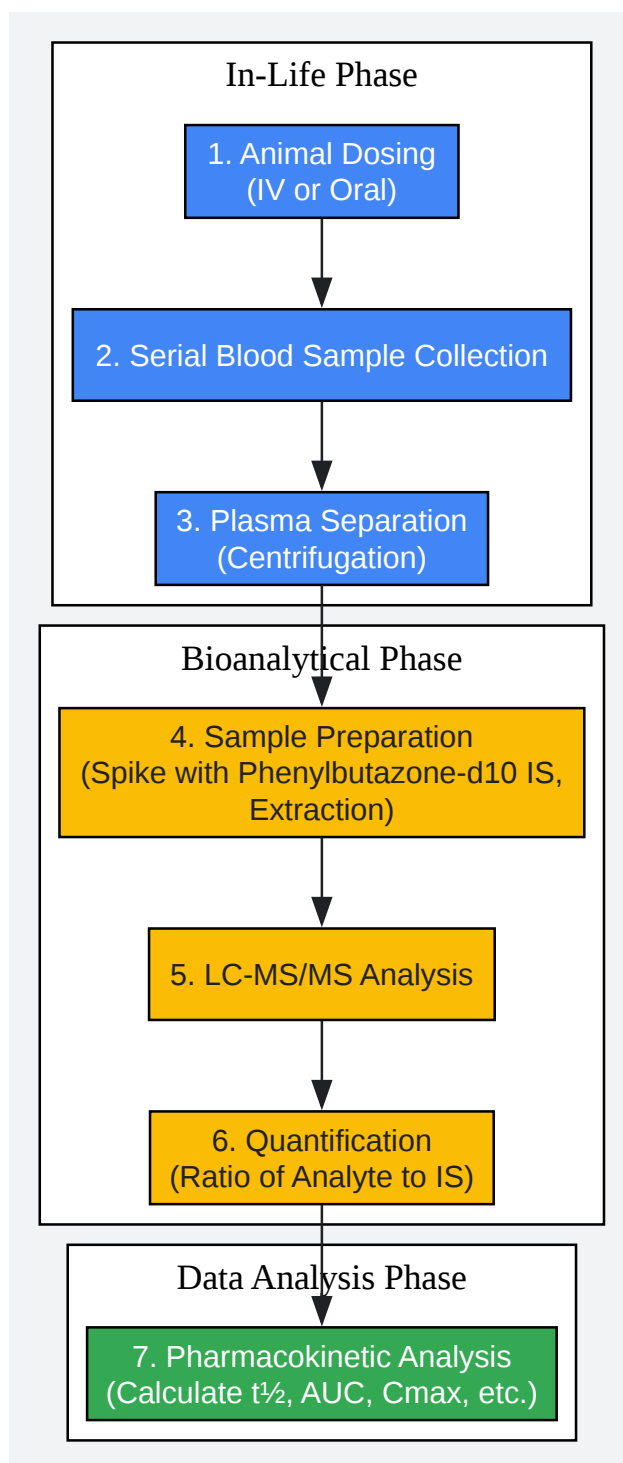 In-Life Phase
1. Animal Dosing
(IV or Oral)
2. Serial Blood Sample Collection
3. Plasma Separation
(Centrifugation)
Bioanalytical Phase
4. Sample Preparation
(Spike with Phenylbutazone-d10 IS,
Extraction)
5. LC-MS/MS Analysis
6. Quantification
(Ratio of Analyte to IS)
Data Analysis Phase
7. Pharmacokinetic Analysis
(Calculate t½, AUC, Cmax, etc.)